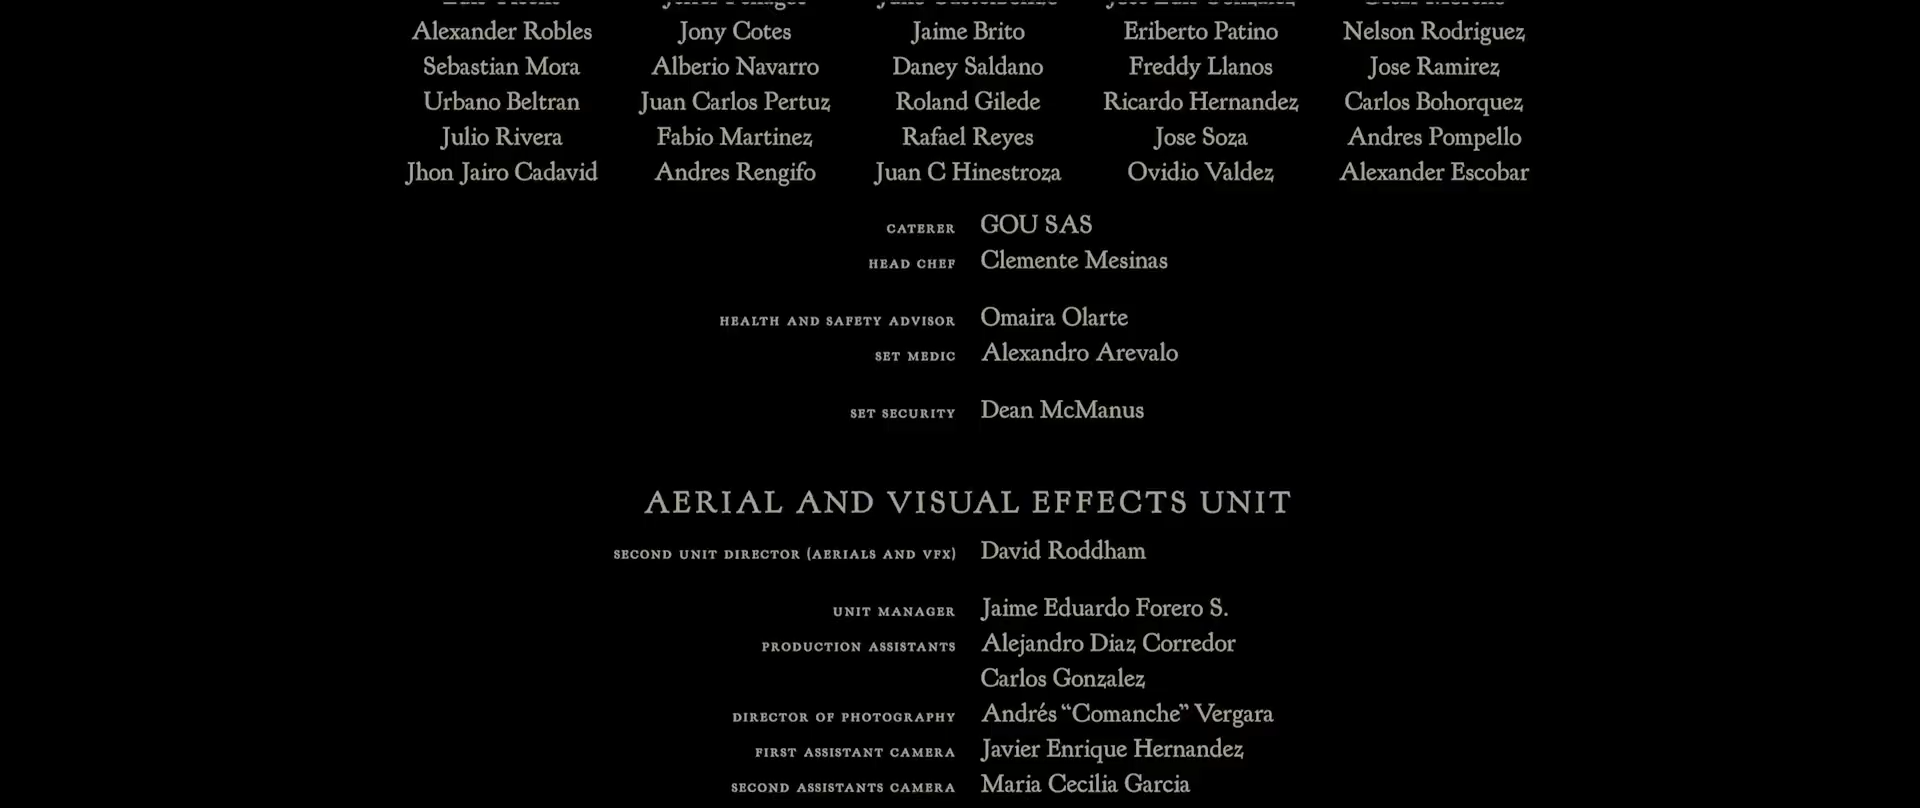 Alexander Robles Jony Cotes Jaime Brito Eriberto Patino Nelson Rodriguez
Sebastian Mora Alberio Navarro Daney Saldano Freddy Llanos Jose Ramirez
Urbano Beltran Juan Carlos Pertuz Roland Gilede Ricardo Hernandez Carlos Bohorquez
Julio Rivera Fabio Martinez Rafael Reyes Jose Soza Andres Pompello
Jhon Jairo Cadavid Andres Rengifo Juan C Hinestroza Ovidio Valdez Alexander Escobar
CATERER GOU SAS
HEAD CHEF Clemente Mesinas
HEALTH AND SAFETY ADVISOR Omaira Olarte
SET MEDIC Alexandro Arevalo
SET SECURITY Dean McManus
AERIAL AND VISUAL EFFECTS UNIT
SECOND UNIT DIRECTOR (AERIALS AND VFX) David Roddham
UNIT MANAGER Jaime Eduardo Forero S.
PRODUCTION ASSISTANTS Alejandro Diaz Corredor
Carlos Gonzalez
DIRECTOR OF PHOTOGRAPHY Andrés “Comanche” Vergara
FIRST ASSISTANT CAMERA Javier Enrique Hernandez
SECOND ASSISTANTS CAMERA Maria Cecilia Garcia